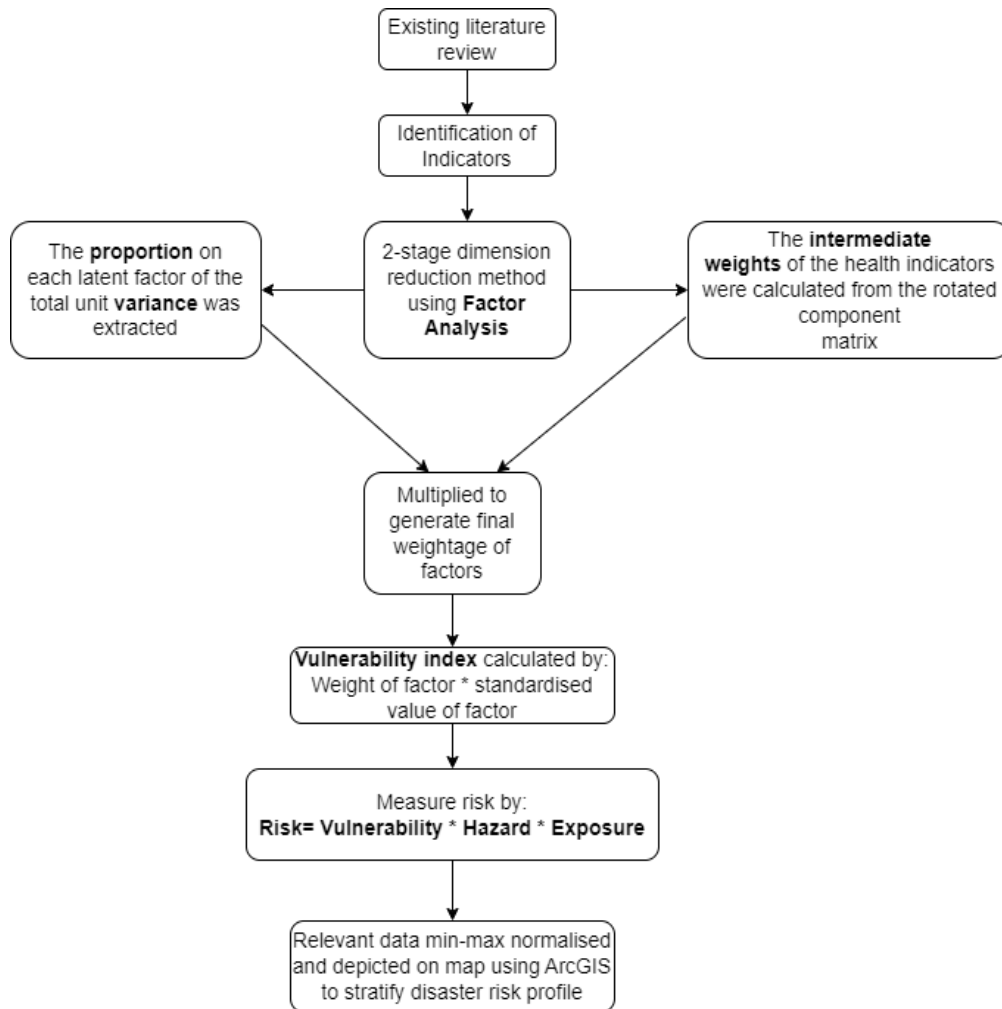 Existing literature
review
Identification of
Indicators
The proportion on
each latent factor of the
total unit variance was
extracted
2-stage dimension
reduction method
using Factor
Analysis
The intermediate
weights of the health indicators
were calculated from the rotated
component
matrix
Multiplied to
generate final
weightage of
factors
Vulnerability index calculated by:
Weight of factor * standardised
value of factor
Measure risk by:
Risk= Vulnerability * Hazard * Exposure
Relevant data min-max normalised
and depicted on map using ArcGIS
to stratify disaster risk profile